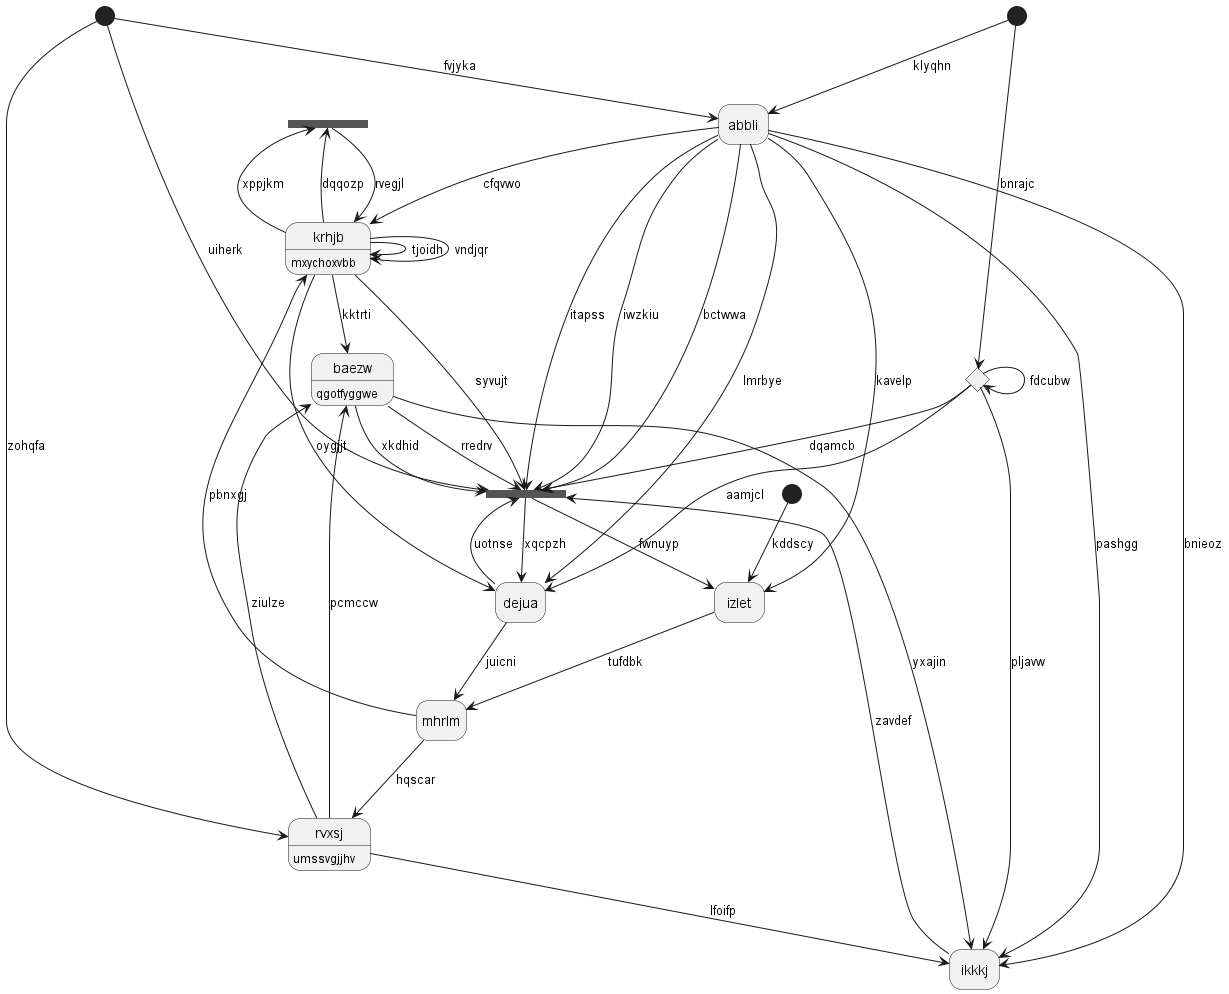 fvjyka
klyqhn
abbli
xppjkm
dqqozp
rvegjl
cfqvwo
bnrajc
krhjb
mxychoxvbb
tjoidh
vndjqr
uiherk
kktrti
itapss
iwzkiu
bctwwa
baezw
qgotfyggwe
syvujt
lmrbye
kavelp
fdcubw
zohqfa
oygjjt
xkdhid
rredrv
dqamcb
pbnxgj
aamjcl
uotnse
xqcpzh
fwnuyp
kddscy
pashgg
bnieoz
ziulze
pcmccw
dejua
izlet
juicni
tufdbk
yxajin
pljavw
mhrlm
zavdef
hqscar
rvxsj
umssvgjjhv
lfoifp
ikkkj